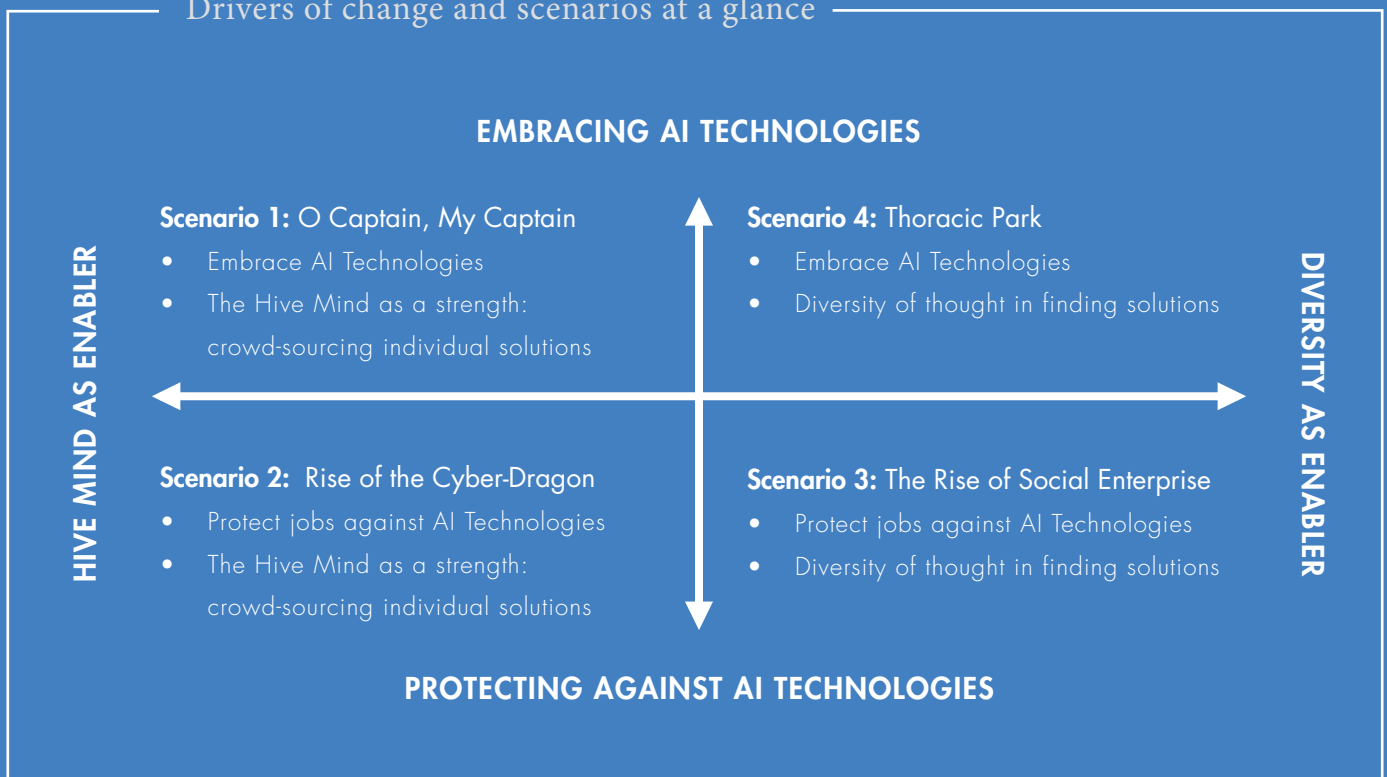 Drivers of change and scenarios at a glance
EMBRACING AI TECHNOLOGIES
HIVE MIND AS ENABLER
Scenario 1: O Captain, My Captain
• Embrace AI Technologies
• The Hive Mind as a strength:
crowd-sourcing individual solutions
Scenario 4: Thoracic Park
• Embrace AI Technologies
• Diversity of thought in finding solutions
DIVERSITY AS ENABLER
Scenario 2: Rise of the Cyber-Dragon
• Protect jobs against AI Technologies
• The Hive Mind as a strength:
crowd-sourcing individual solutions
Scenario 3: The Rise of Social Enterprise
• Protect jobs against AI Technologies
• Diversity of thought in finding solutions
PROTECTING AGAINST AI TECHNOLOGIES